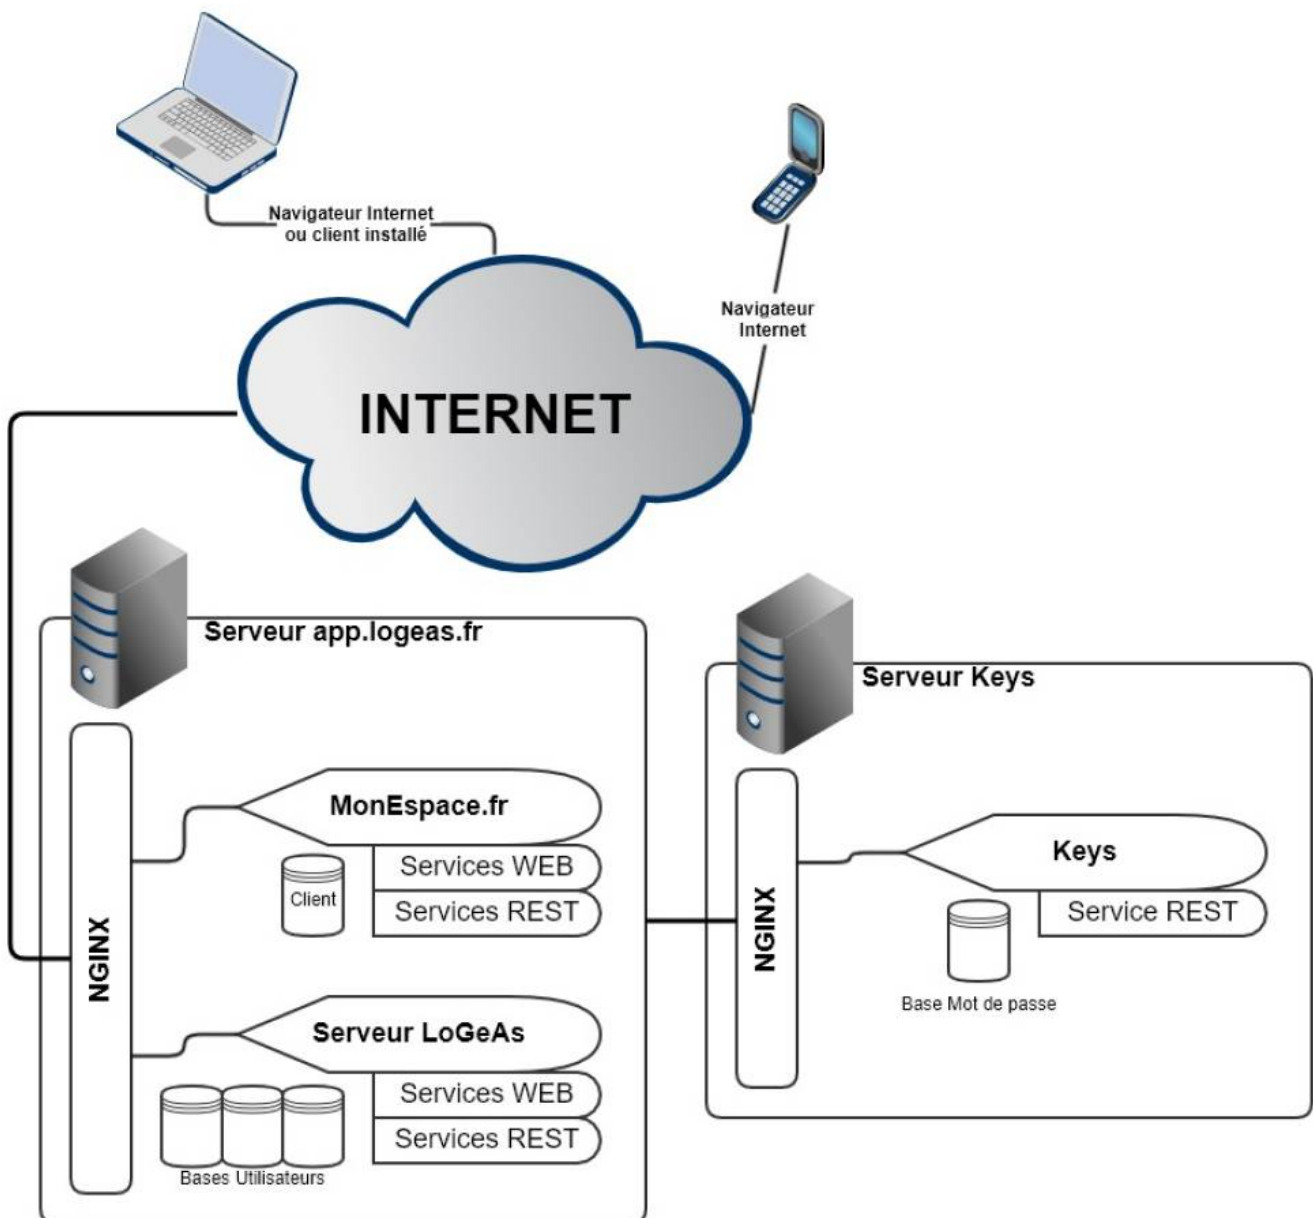 Navigateur Internet
ou client installé
Navigateur
Internet
INTERNET
Serveur app.logeas.fr
NGINX
MonEspace.fr
Services WEB
Services REST
Client
Serveur LoGeAs
Services WEB
Services REST
Bases Utilisateurs
Serveur Keys
NGINX
Keys
Service REST
Base Mot de passe